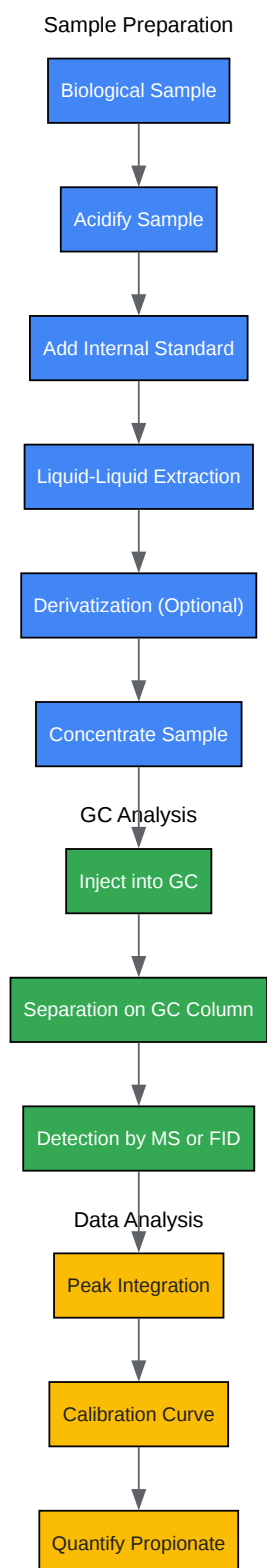 Sample Preparation
Biological Sample
Acidify Sample
Add Internal Standard
Liquid-Liquid Extraction
Derivatization (Optional)
Concentrate Sample
GC Analysis
Inject into GC
Separation on GC Column
Detection by MS or FID
Data Analysis
Peak Integration
Calibration Curve
Quantify Propionate